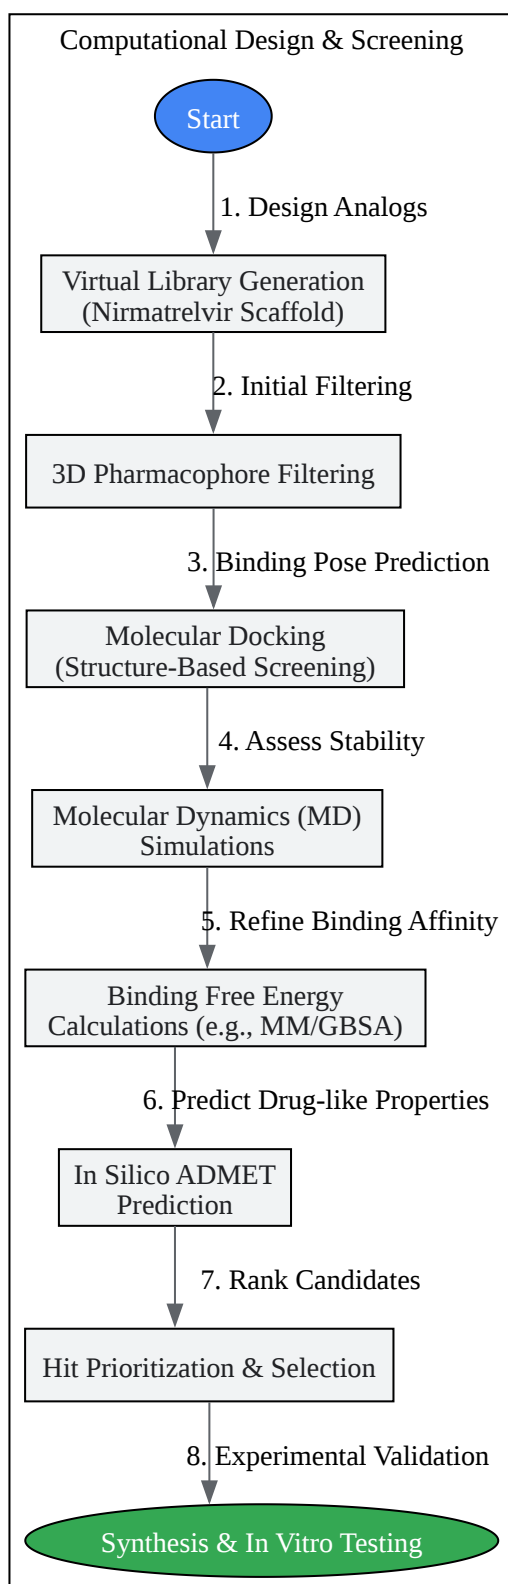 Computational Design & Screening
Start
1. Design Analogs
Virtual Library Generation
(Nirmatrelvir Scaffold)
2. Initial Filtering
3D Pharmacophore Filtering
3. Binding Pose Prediction
Molecular Docking
(Structure-Based Screening)
4. Assess Stability
Molecular Dynamics (MD)
Simulations
5. Refine Binding Affinity
Binding Free Energy
Calculations (e.g., MM/GBSA)
6. Predict Drug-like Properties
In Silico ADMET
Prediction
7. Rank Candidates
Hit Prioritization & Selection
8. Experimental Validation
Synthesis & In Vitro Testing